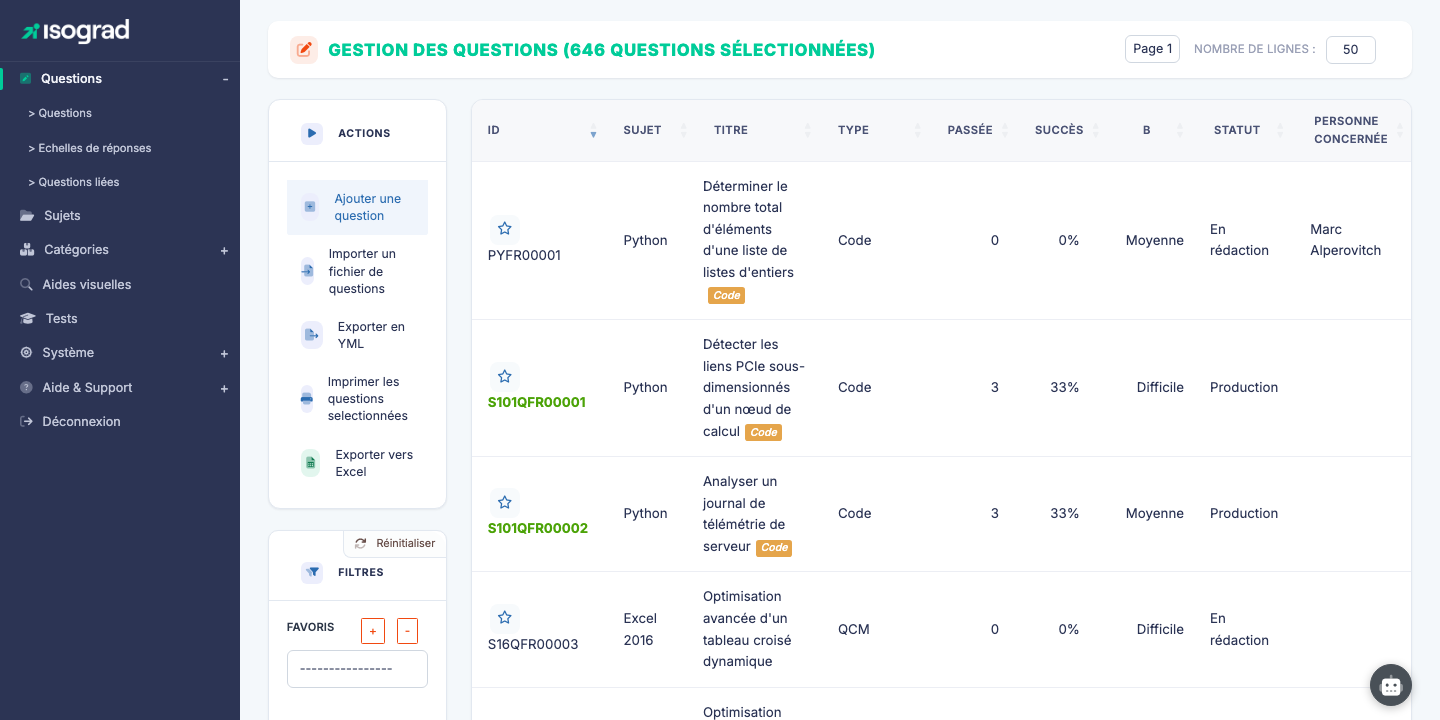 isograd
Questions -
> Questions
> Echelles de réponses
> Questions liées
Sujets
Catégories +
Aides visuelles
Tests
Système +
Aide & Support +
Déconnexion
GESTION DES QUESTIONS (646 QUESTIONS SÉLECTIONNÉES)
Page 1
NOMBRE DE LIGNES :
50
ACTIONS
Ajouter une
question
Importer un
fichier de
questions
Exporter en
YML
Imprimer les
questions
selectionnées
Exporter vers
Excel
Réinitialiser
FILTRES
FAVORIS + -
----------------
ID SUJET TITRE TYPE PASSÉE SUCCÈS B STATUT PERSONNE
CONCERNÉE
PYFR00001
Python
Déterminer le
nombre total
d'éléments
d'une liste de
listes d'entiers
Code
Code
0
0%
Moyenne
En
rédaction
Marc
Alperovitch
S101QFR00001
Python
Détecter les
liens PCIe sous-
dimensionnés
d'un nœud de
calcul Code
Code
3
33%
Difficile
Production
S101QFR00002
Python
Analyser un
journal de
télémétrie de
serveur Code
Code
3
33%
Moyenne
Production
S16QFR00003
Excel
2016
Optimisation
avancée d'un
tableau croisé
dynamique
QCM
0
0%
Difficile
En
rédaction
Optimisation